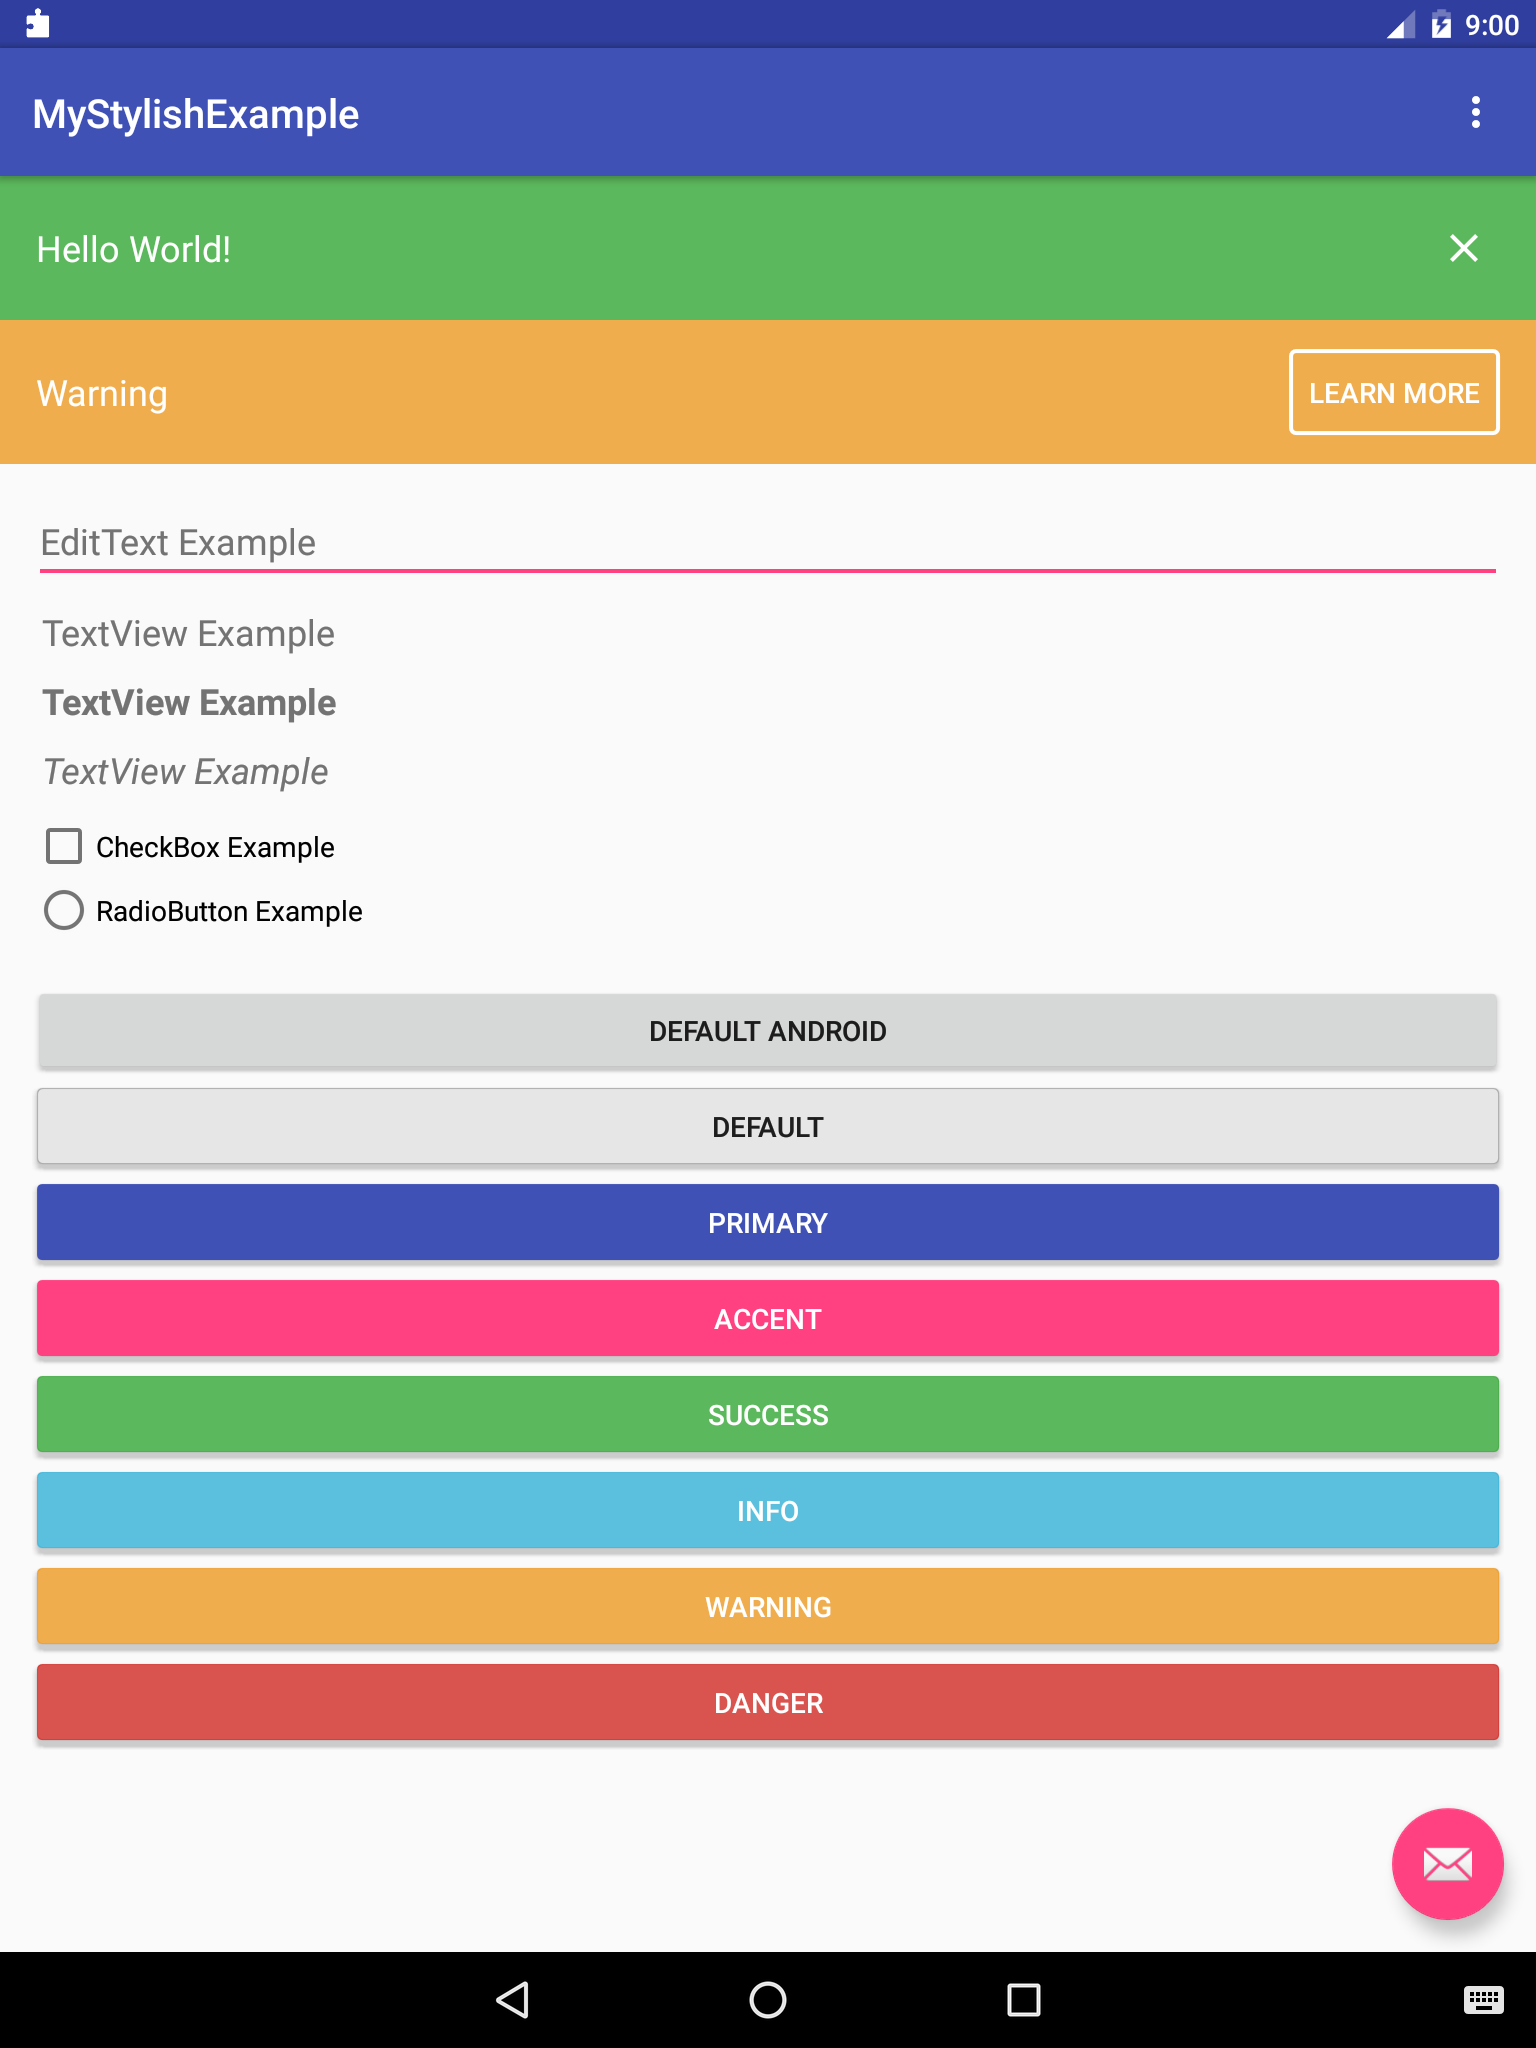 9:00
MyStylishExample
Hello World!
Warning
LEARN MORE
EditText Example
TextView Example
TextView Example
TextView Example
CheckBox Example
RadioButton Example
DEFAULT ANDROID
DEFAULT
PRIMARY
ACCENT
SUCCESS
INFO
WARNING
DANGER